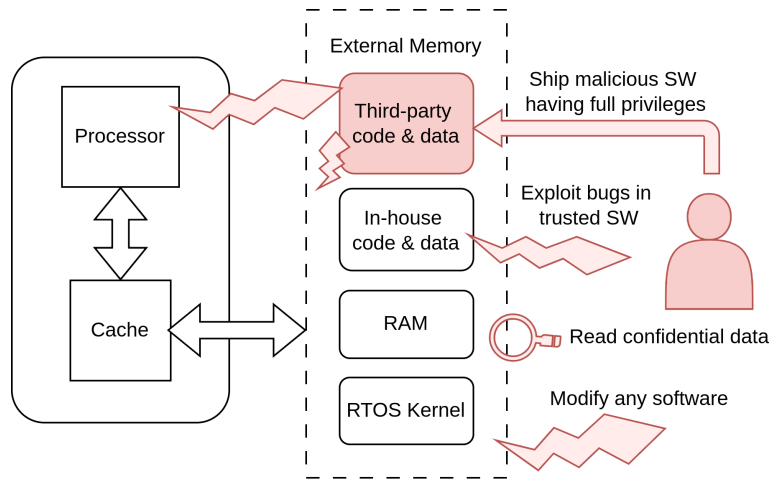 External Memory
Processor
Third-party
code & data
Ship malicious SW
having full privileges
In-house
code & data
Exploit bugs in
trusted SW
Cache
RAM
Read confidential data
RTOS Kernel
Modify any software